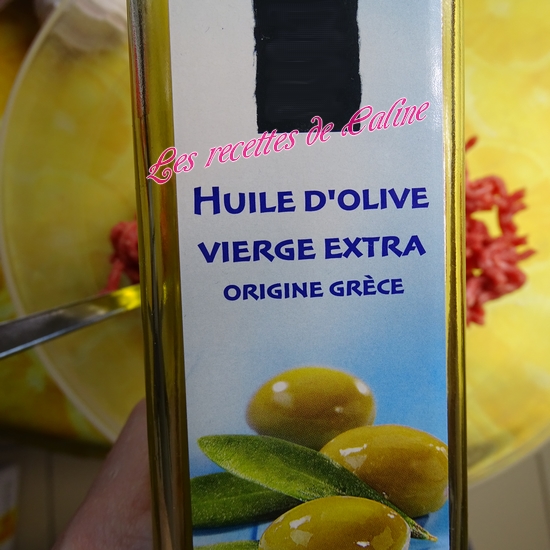 Les recettes de Caline
HUILE D'OLIVE
VIERGE EXTRA
ORIGINE GRÈCE